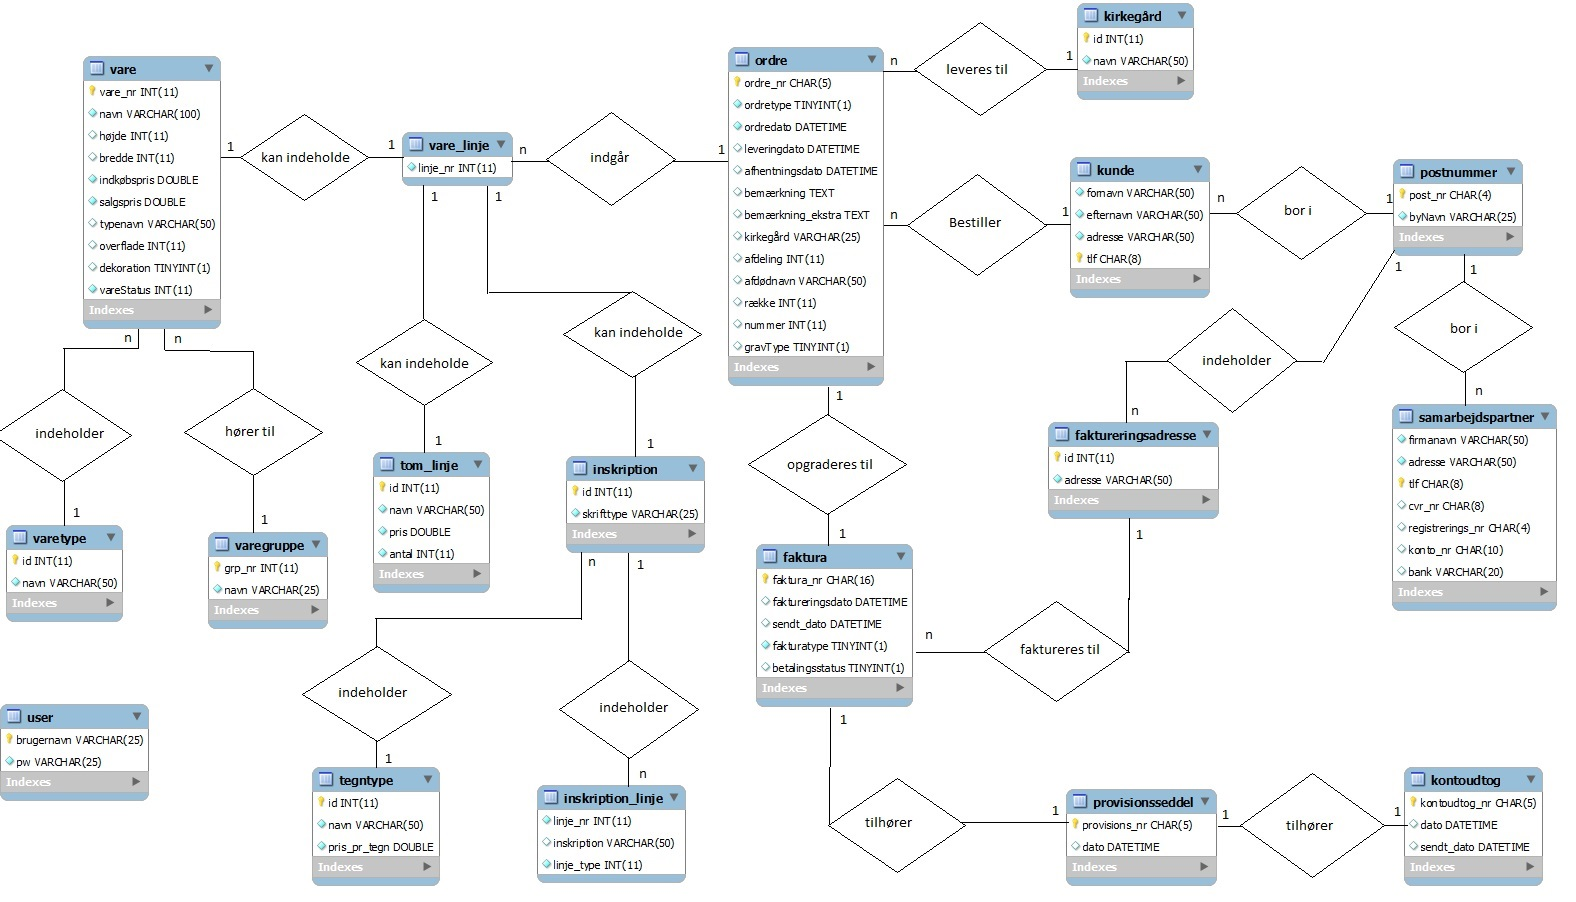 vare
vare_nr INT(11)
navn VARCHAR(100)
højde INT(11)
bredde INT(11)
indkøbspris DOUBLE
salgspris DOUBLE
typenavn VARCHAR(50)
overflade INT(11)
dekoration TINYINT(1)
vareStatus INT(11)
Indexes
1
kan indeholde
1
vare_linje
linje_nr INT(11)
n
indgår
1
ordre
ordre_nr CHAR(5)
ordretype TINYINT(1)
ordredato DATETIME
leveringdato DATETIME
afhentningsdato DATETIME
bemærkning TEXT
bemærkning_ekstra TEXT
kirkegård VARCHAR(25)
afdeling INT(11)
afdødnavn VARCHAR(50)
række INT(11)
nummer INT(11)
gravType TINYINT(1)
Indexes
n
leveres til
1
kirkegård
id INT(11)
navn VARCHAR(50)
Indexes
n
Bestiller
1
kunde
fornavn VARCHAR(50)
efternavn VARCHAR(50)
adresse VARCHAR(50)
tlf CHAR(8)
Indexes
n
bor i
1
postnummer
post_nr CHAR(4)
byNavn VARCHAR(25)
Indexes
1
1
bor i
n
samarbejdspartner
firmanavn VARCHAR(50)
adresse VARCHAR(50)
tlf CHAR(8)
cvr_nr CHAR(8)
registrerings_nr CHAR(4)
konto_nr CHAR(10)
bank VARCHAR(20)
Indexes
indeholder
n
faktureringsadresse
id INT(11)
adresse VARCHAR(50)
Indexes
1
n
n
indeholder
hører til
1
1
varetype
id INT(11)
navn VARCHAR(50)
Indexes
varegruppe
grp_nr INT(11)
navn VARCHAR(25)
Indexes
1
1
kan indeholde
kan indeholde
1
1
tom_linje
id INT(11)
navn VARCHAR(50)
pris DOUBLE
antal INT(11)
Indexes
inskription
id INT(11)
skrifttype VARCHAR(25)
Indexes
n
1
indeholder
indeholder
1
n
tegntype
id INT(11)
navn VARCHAR(50)
pris_pr_tegn DOUBLE
Indexes
inskription_linje
linje_nr INT(11)
inskription VARCHAR(50)
linje_type INT(11)
1
opgraderes til
1
faktura
faktura_nr CHAR(16)
faktureringsdato DATETIME
sendt_dato DATETIME
fakturatype TINYINT(1)
betalingsstatus TINYINT(1)
Indexes
n
faktureres til
1
tilhører
1
provisionsseddel
provisions_nr CHAR(5)
dato DATETIME
Indexes
1
tilhører
1
kontoudtog
kontoudtog_nr CHAR(5)
dato DATETIME
sendt_dato DATETIME
Indexes
user
brugernavn VARCHAR(25)
pw VARCHAR(25)
Indexes